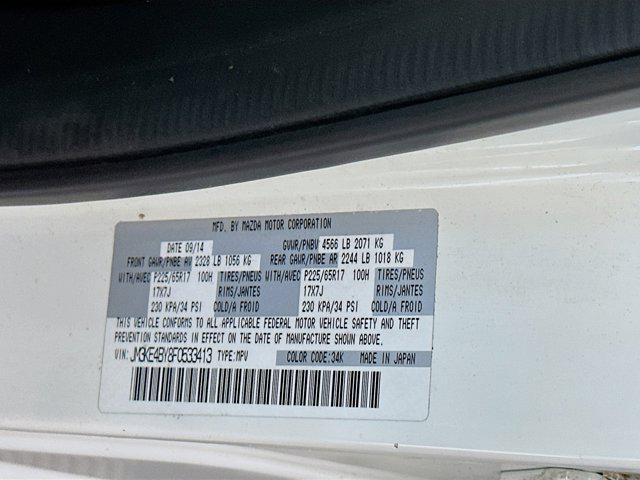 MFD. BY MAZDA MOTOR CORPORATION
DATE 09/14 GVWR/PNBV 4566 LB 2071 KG
FRONT GAWR/PNBE AV 2328 LB 1056 KG REAR GAWR/PNBE AR 2244 LB 1018 KG
WITH/AVEC P225/65R17 100H TIRES/PNEUS WITH/AVEC P225/65R17 100H TIRES/PNEUS
17X7J RIMS/JANTES 17X7J RIMS/JANTES
230 KPA/34 PSI COLD/A FROID 230 KPA/34 PSI COLD/A FROID
THIS VEHICLE CONFORMS TO ALL APPLICABLE FEDERAL MOTOR VEHICLE SAFETY AND THEFT
PREVENTION STANDARDS IN EFFECT ON THE DATE OF MANUFACTURE SHOWN ABOVE.
VIN: JM3KE4BY8F0533413 TYPE:MPV COLOR CODE:34K MADE IN JAPAN